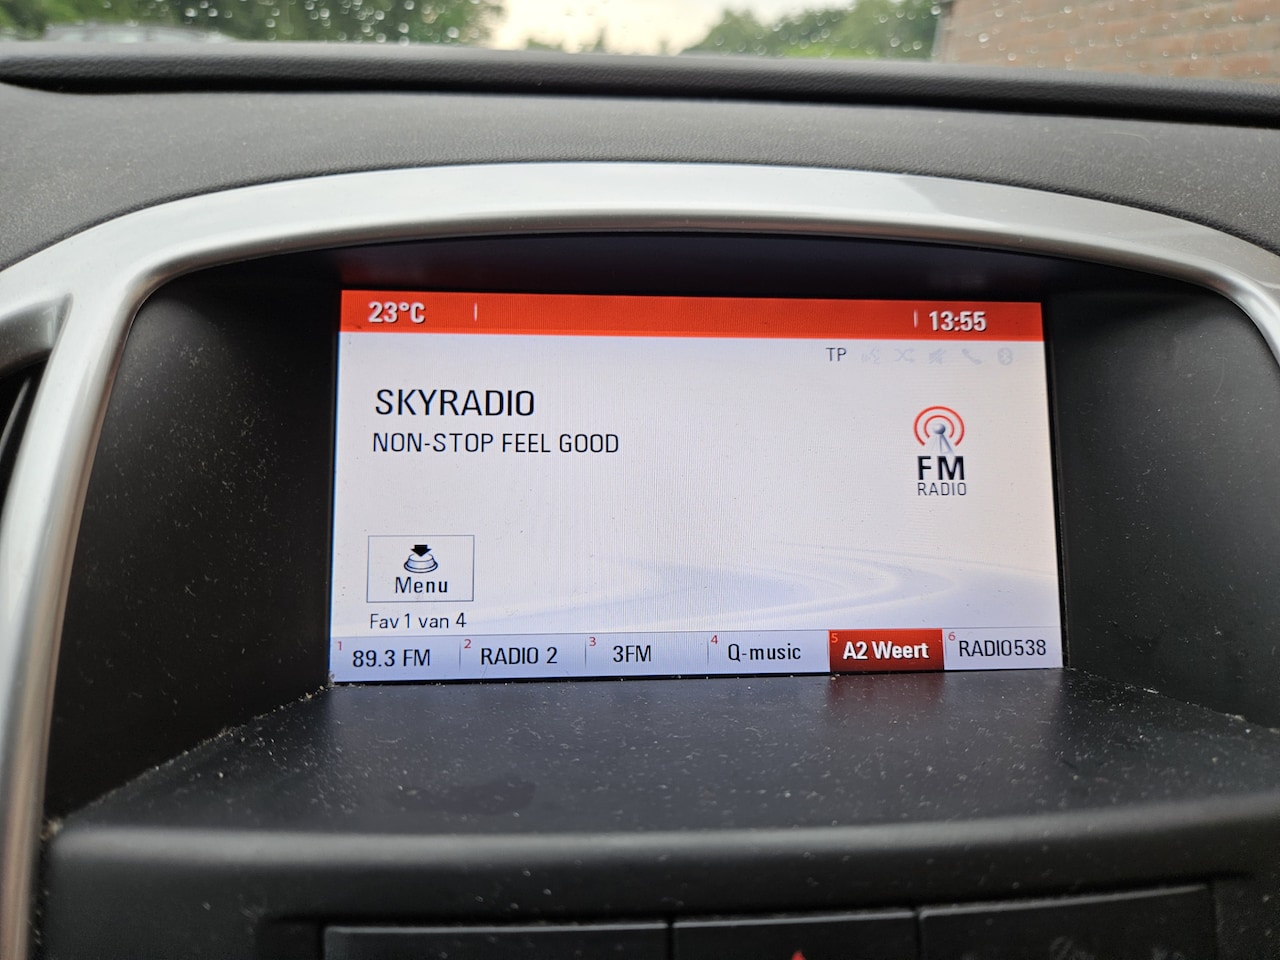 23°C 13:55
TP
SKYRADIO
NON-STOP FEEL GOOD
FM
RADIO
Menu
Fav 1 van 4
1 89.3 FM 2 RADIO 2 3 3FM 4 Q-music 5 A2 Weert 6 RADIO538